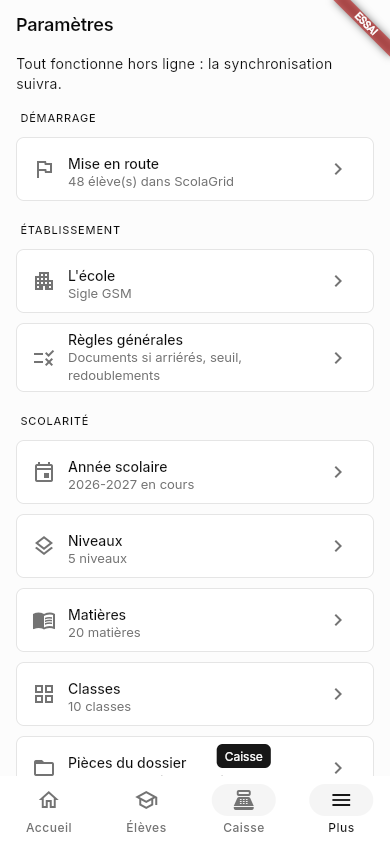 Paramètres
ESSAI
Tout fonctionne hors ligne : la synchronisation
suivra.
DÉMARRAGE
Mise en route
48 élève(s) dans ScolaGrid
ÉTABLISSEMENT
L'école
Sigle GSM
Règles générales
Documents si arriérés, seuil,
redoublements
SCOLARITÉ
Année scolaire
2026-2027 en cours
Niveaux
5 niveaux
Matières
20 matières
Classes
10 classes
Pièces du dossier
Caisse
Accueil
Élèves
Caisse
Plus